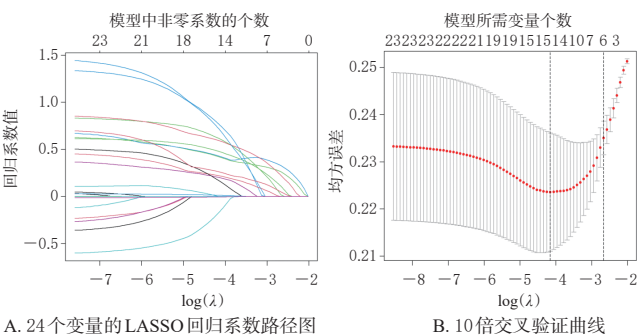 模型中非零系数的个数
23 21 18 14 7 0
1.5
1.0
0.5
0
−0.5
回归系数值
−7 −6 −5 −4 −3 −2
log(λ)
A. 24个变量的LASSO回归系数路径图
模型所需变量个数
23232323222221191915151414107 6 3
0.25
0.24
0.23
0.22
0.21
均方误差
−8 −7 −6 −5 −4 −3 −2
log(λ)
B. 10倍交叉验证曲线